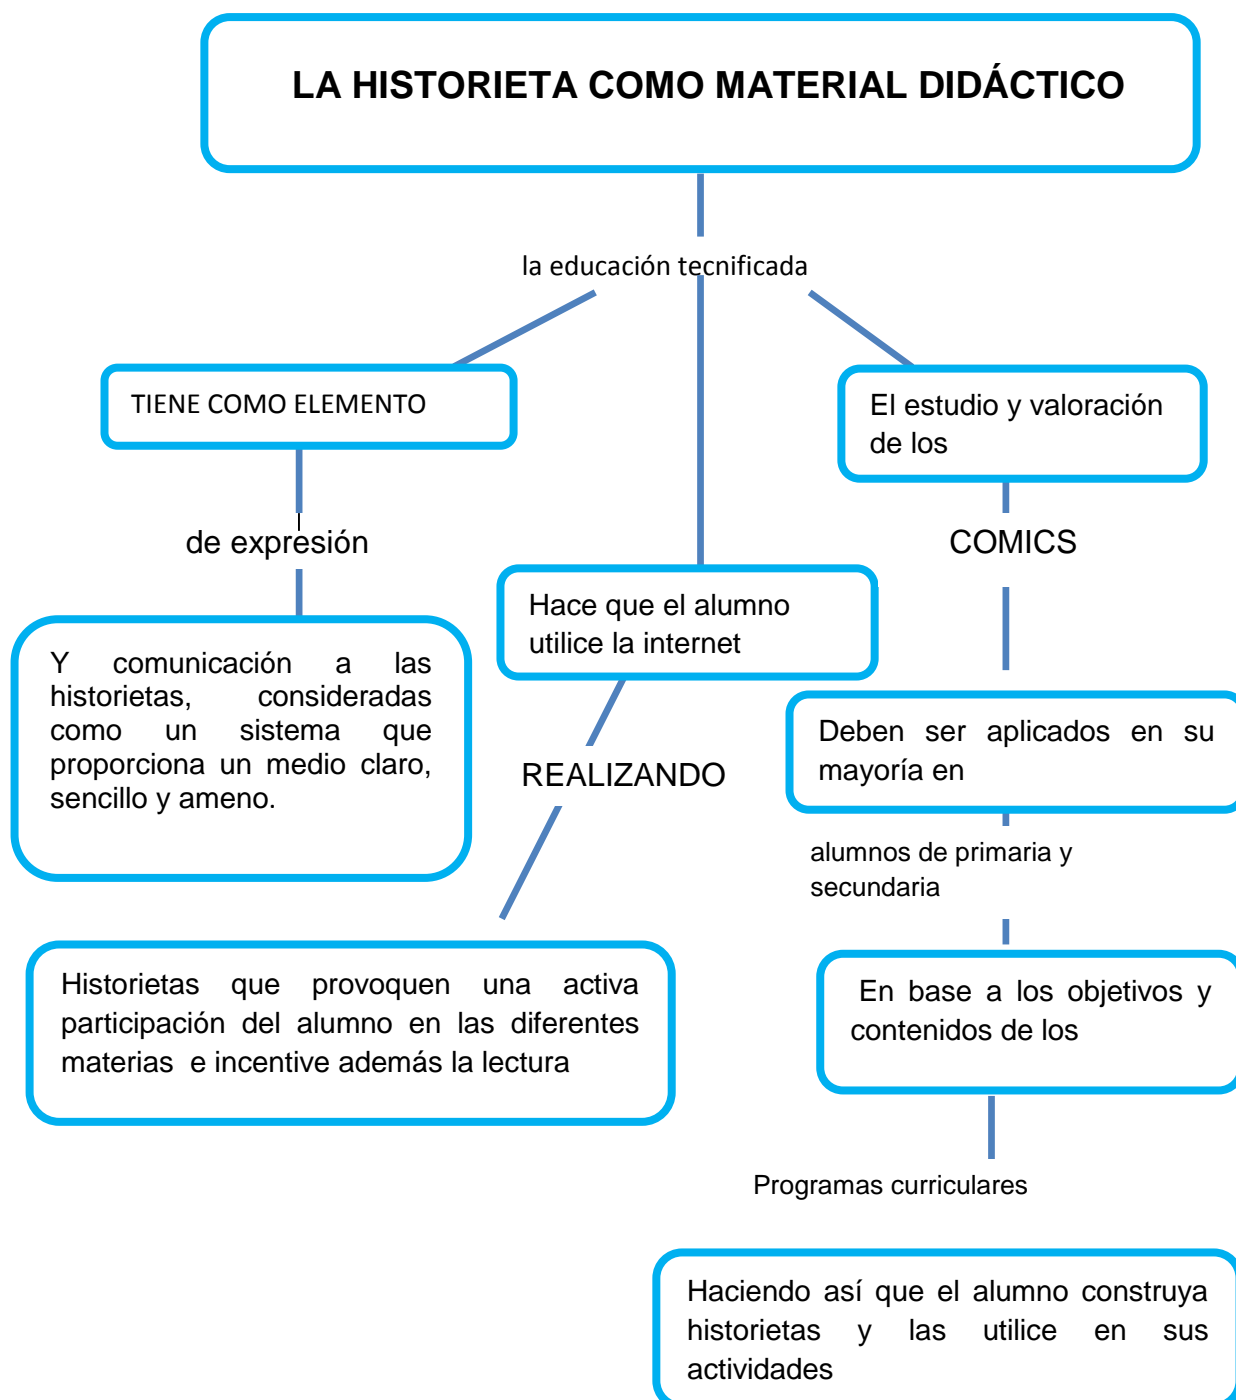 LA HISTORIETA COMO MATERIAL DIDÁCTICO
la educación tecnificada
TIENE COMO ELEMENTO
de expresión
Y comunicación a las
historietas, consideradas
como un sistema que
proporciona un medio claro,
sencillo y ameno.
Hace que el alumno
utilice la internet
REALIZANDO
Historietas que provoquen una activa
participación del alumno en las diferentes
materias e incentive además la lectura
El estudio y valoración
de los
COMICS
Deben ser aplicados en su
mayoría en
alumnos de primaria y
secundaria
En base a los objetivos y
contenidos de los
Programas curriculares
Haciendo así que el alumno construya
historietas y las utilice en sus
actividades